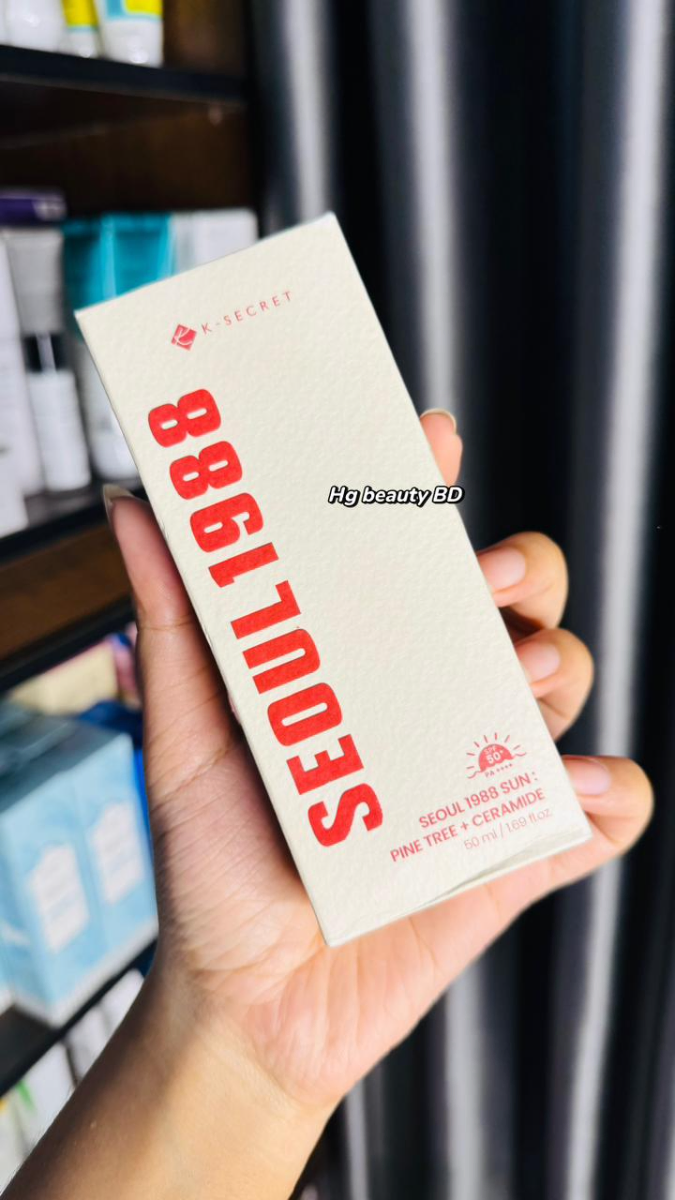 K-SECRET
SEOUL 1988
Hg beauty BD
SPF
50+
PA ++++
SEOUL 1988 SUN :
PINE TREE + CERAMIDE
50 ml / 1.69 fl.oz.